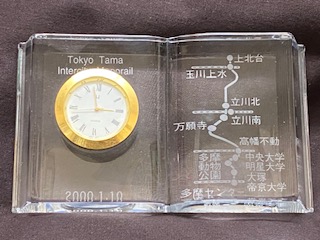 Tokyo Tama
Intercity Monorail
2000.1.10
上北台
玉川上水
立川北
立川南
万願寺
高幡不動
多摩
動物
公園
中央大学
明星大学
大塚
帝京大学
多摩センター